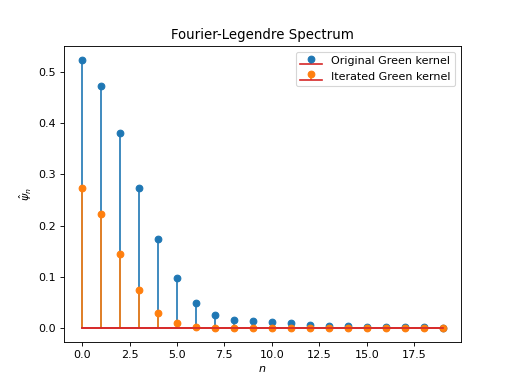 Fourier-Legendre Spectrum
Original Green kernel
Iterated Green kernel
0.5
0.4
0.3
0.2
0.1
0.0
ψ̂ₙ
0.0 2.5 5.0 7.5 10.0 12.5 15.0 17.5
n